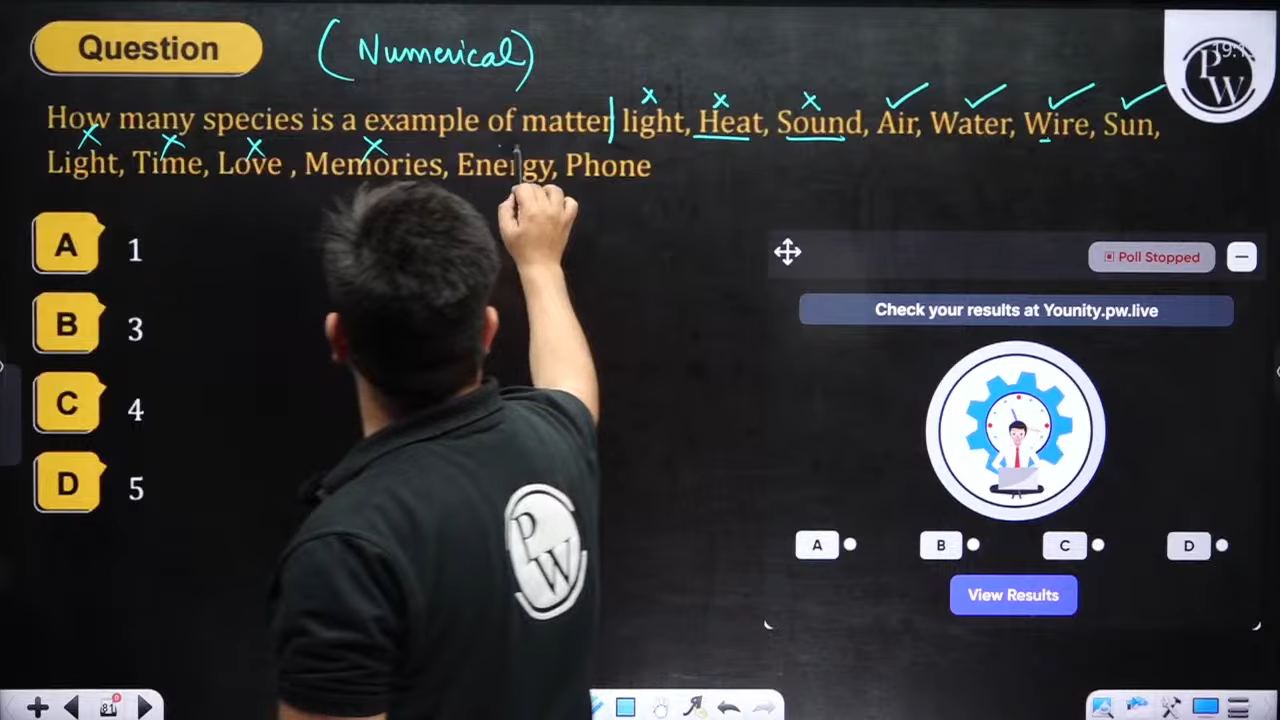 Question
(Numerical)
How many species is a example of matter| light, Heat, Sound, Air, Water, Wire, Sun,
Light, Time, Love , Memories, Energy, Phone
A 1
B 3
C 4
D 5
Poll Stopped
Check your results at Younity.pw.live
A B C D
View Results
PW
PW
81